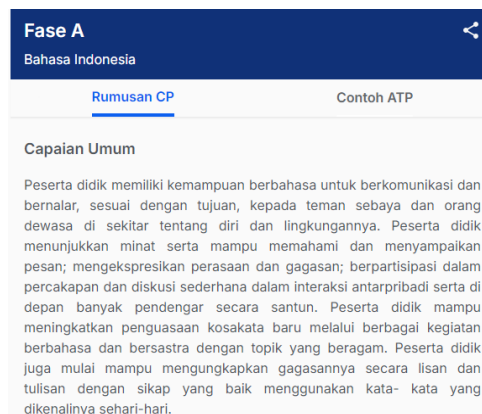 Fase A
Bahasa Indonesia
Rumusan CP
Contoh ATP
Capaian Umum
Peserta didik memiliki kemampuan berbahasa untuk berkomunikasi dan
bernalar, sesuai dengan tujuan, kepada teman sebaya dan orang
dewasa di sekitar tentang diri dan lingkungannya. Peserta didik
menunjukkan minat serta mampu memahami dan menyampaikan
pesan; mengekspresikan perasaan dan gagasan; berpartisipasi dalam
percakapan dan diskusi sederhana dalam interaksi antarpribadi serta di
depan banyak pendengar secara santun. Peserta didik mampu
meningkatkan penguasaan kosakata baru melalui berbagai kegiatan
berbahasa dan bersastra dengan topik yang beragam. Peserta didik
juga mulai mampu mengungkapkan gagasannya secara lisan dan
tulisan dengan sikap yang baik menggunakan kata- kata yang
dikenalinya sehari-hari.